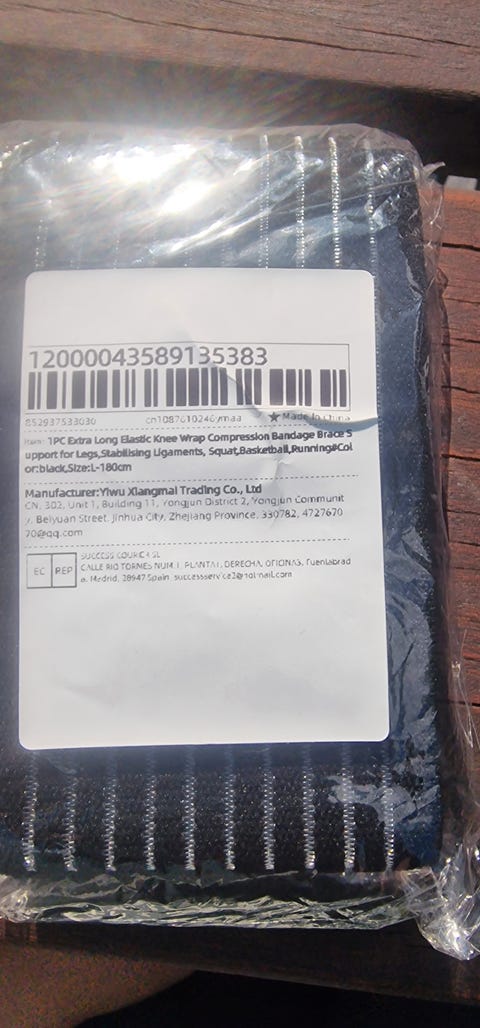 12000043589135383
852937533030 cn1087610246ymaa ★ Made in China
Item: 1PC Extra Long Elastic Knee Wrap Compression Bandage Brace S
upport for Legs,Stabilising Ligaments, Squat,Basketball,Running#Col
or:black,Size:L-180cm
Manufacturer:Yiwu Xiangmai Trading Co., Ltd
CN, 302, Unit 1, Building 11, Yongjun District 2, Yongjun Communit
y, Beiyuan Street, Jinhua City, Zhejiang Province, 330782, 4727670
70@qq.com
EC REP
SUCCESS COURIER SL
CALLE RIO TORMES NUM.1, PLANTA1, DERECHA, OFICINA3, Fuenlabrad
a, Madrid, 28947 Spain, successservice2@hotmail.com